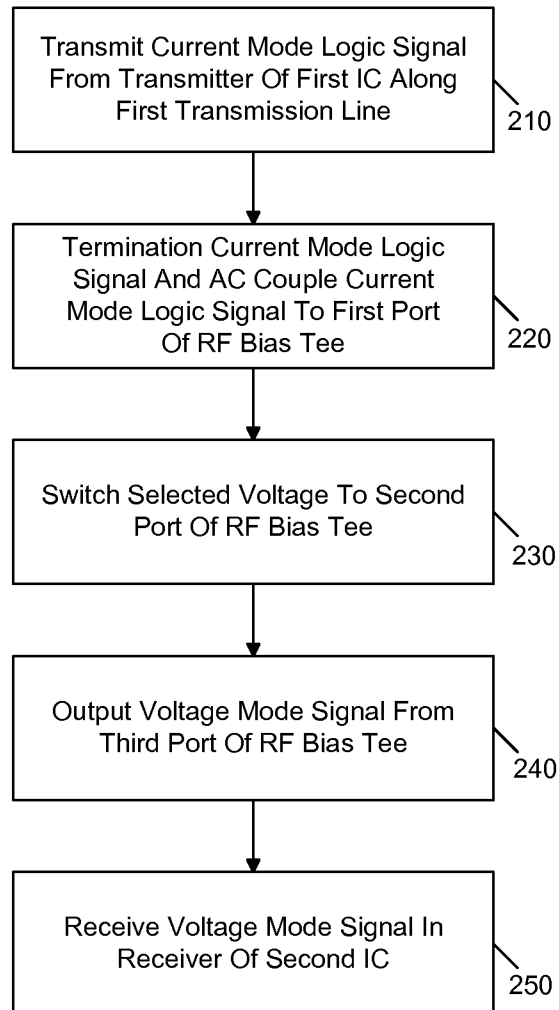 Transmit Current Mode Logic Signal
From Transmitter Of First IC Along
First Transmission Line
210
Termination Current Mode Logic
Signal And AC Couple Current
Mode Logic Signal To First Port
Of RF Bias Tee
220
Switch Selected Voltage To Second
Port Of RF Bias Tee
230
Output Voltage Mode Signal From
Third Port Of RF Bias Tee
240
Receive Voltage Mode Signal In
Receiver Of Second IC
250